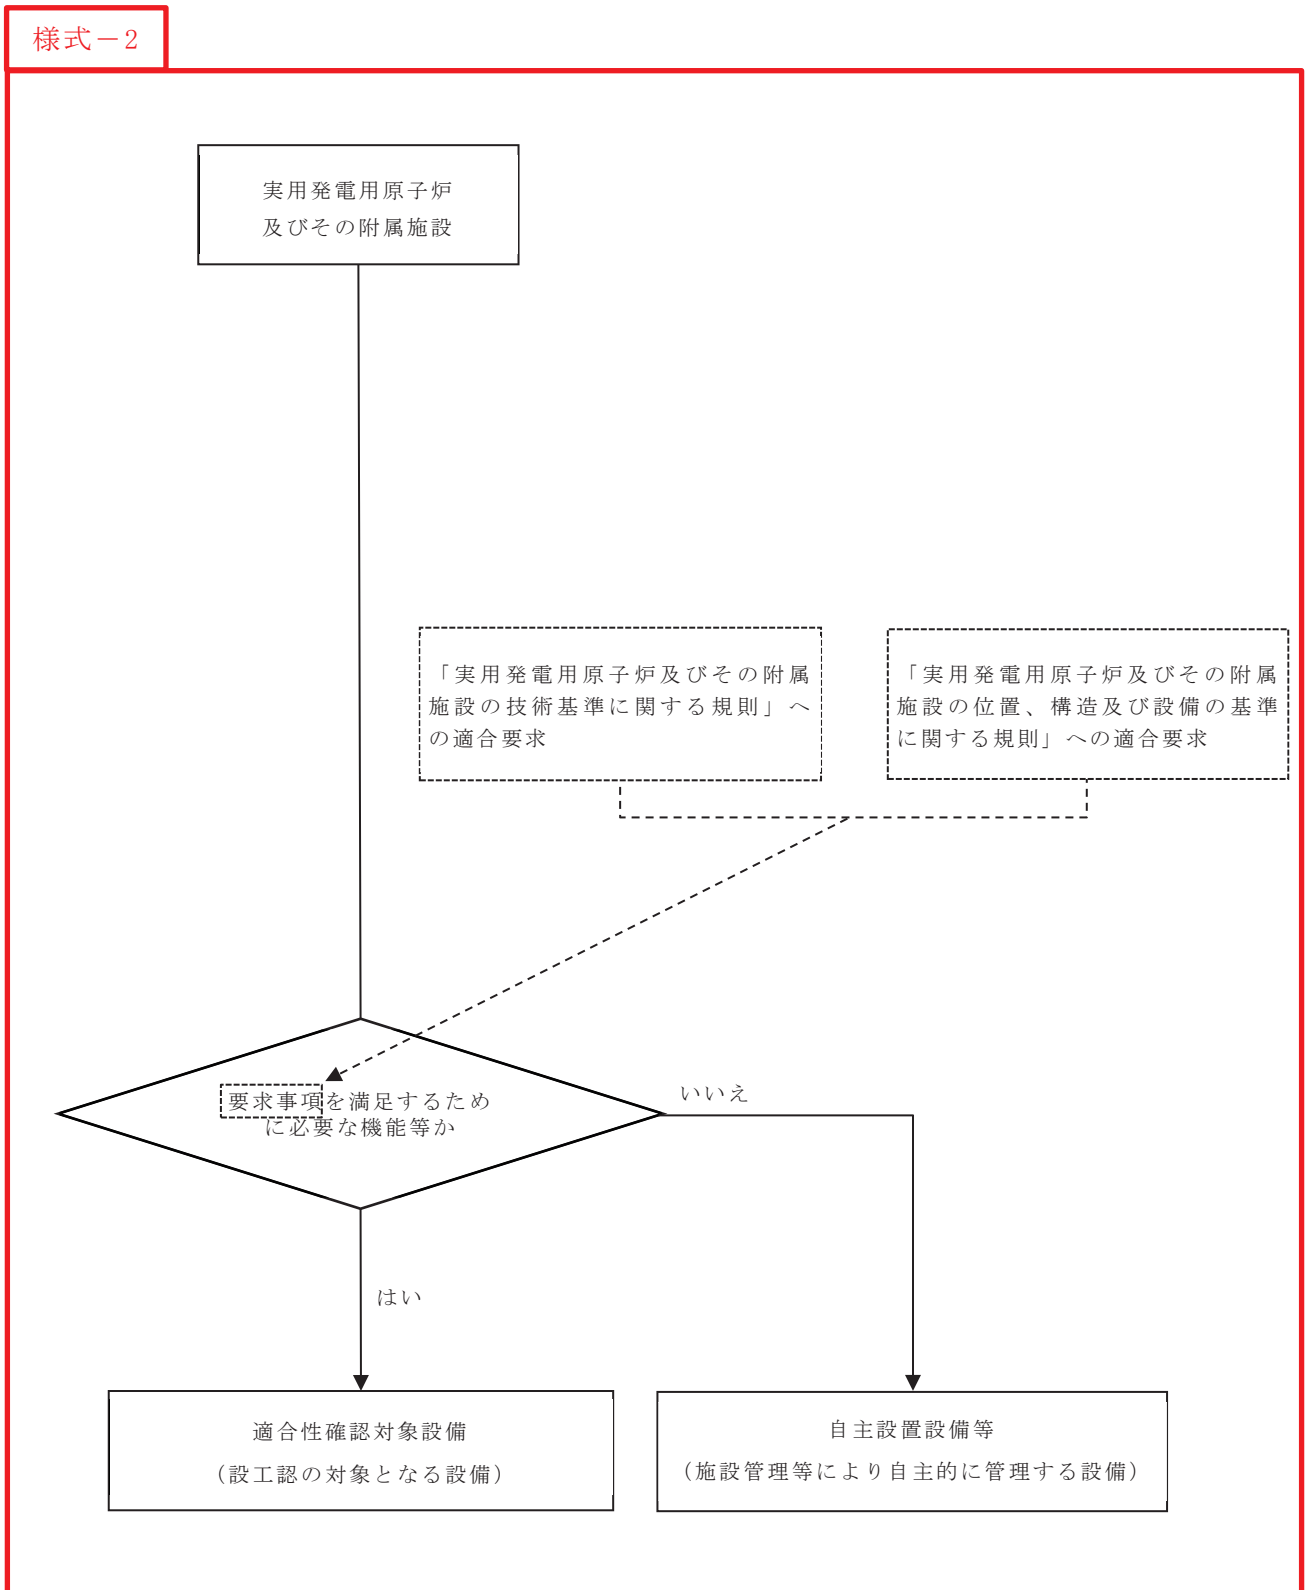 様式－2
実用発電用原子炉
及びその附属施設
「実用発電用原子炉及びその附属
施設の技術基準に関する規則」へ
の適合要求
「実用発電用原子炉及びその附属
施設の位置、構造及び設備の基準
に関する規則」への適合要求
要求事項を満足するため
に必要な機能等か
いいえ
はい
適合性確認対象設備
（設工認の対象となる設備）
自主設置設備等
（施設管理等により自主的に管理する設備）